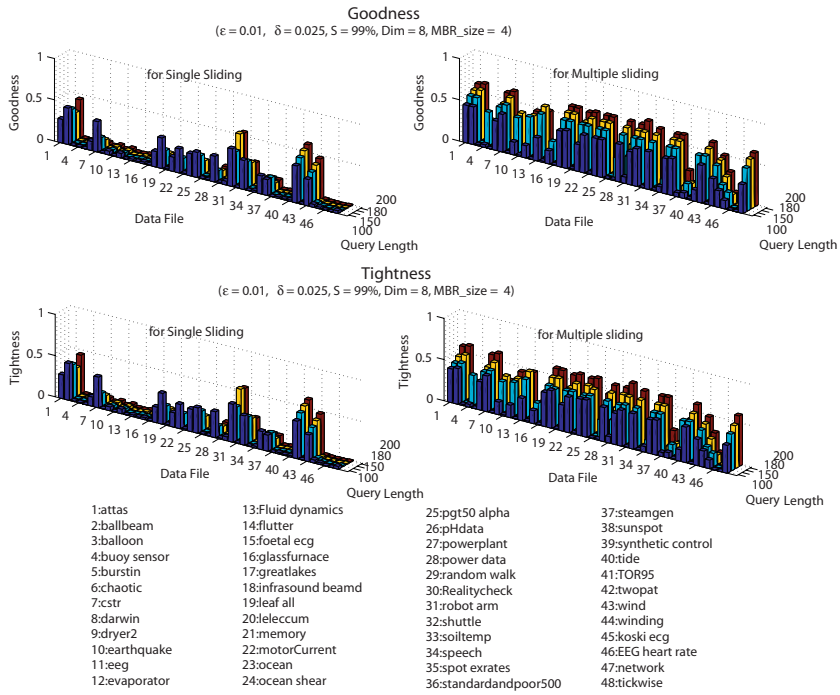 Goodness
(ε = 0.01, δ = 0.025, S = 99%, Dim = 8, MBR_size = 4)
for Single Sliding
Goodness
1
0.5
0
1
4
7
10
13
16
19
22
25
28
31
34
37
40
43
46
Data File
200
180
150
100
Query Length
for Multiple sliding
Goodness
1
0.5
0
1
4
7
10
13
16
19
22
25
28
31
34
37
40
43
46
Data File
200
180
150
100
Query Length
Tightness
(ε = 0.01, δ = 0.025, S = 99%, Dim = 8, MBR_size = 4)
for Single Sliding
Tightness
1
0.5
0
1
4
7
10
13
16
19
22
25
28
31
34
37
40
43
46
Data File
200
180
150
100
Query Length
for Multiple sliding
Tightness
1
0.5
0
1
4
7
10
13
16
19
22
25
28
31
34
37
40
43
46
Data File
200
180
150
100
Query Length
1:attas
2:ballbeam
3:balloon
4:buoy sensor
5:burstin
6:chaotic
7:cstr
8:darwin
9:dryer2
10:earthquake
11:eeg
12:evaporator
13:Fluid dynamics
14:flutter
15:foetal ecg
16:glassfurnace
17:greatlakes
18:infrasound beamd
19:leaf all
20:leleccum
21:memory
22:motorCurrent
23:ocean
24:ocean shear
25:pgt50 alpha
26:pHdata
27:powerplant
28:power data
29:random walk
30:Realitycheck
31:robot arm
32:shuttle
33:soiltemp
34:speech
35:spot exrates
36:standardandpoor500
37:steamgen
38:sunspot
39:synthetic control
40:tide
41:TOR95
42:twopat
43:wind
44:winding
45:koski ecg
46:EEG heart rate
47:network
48:tickwise